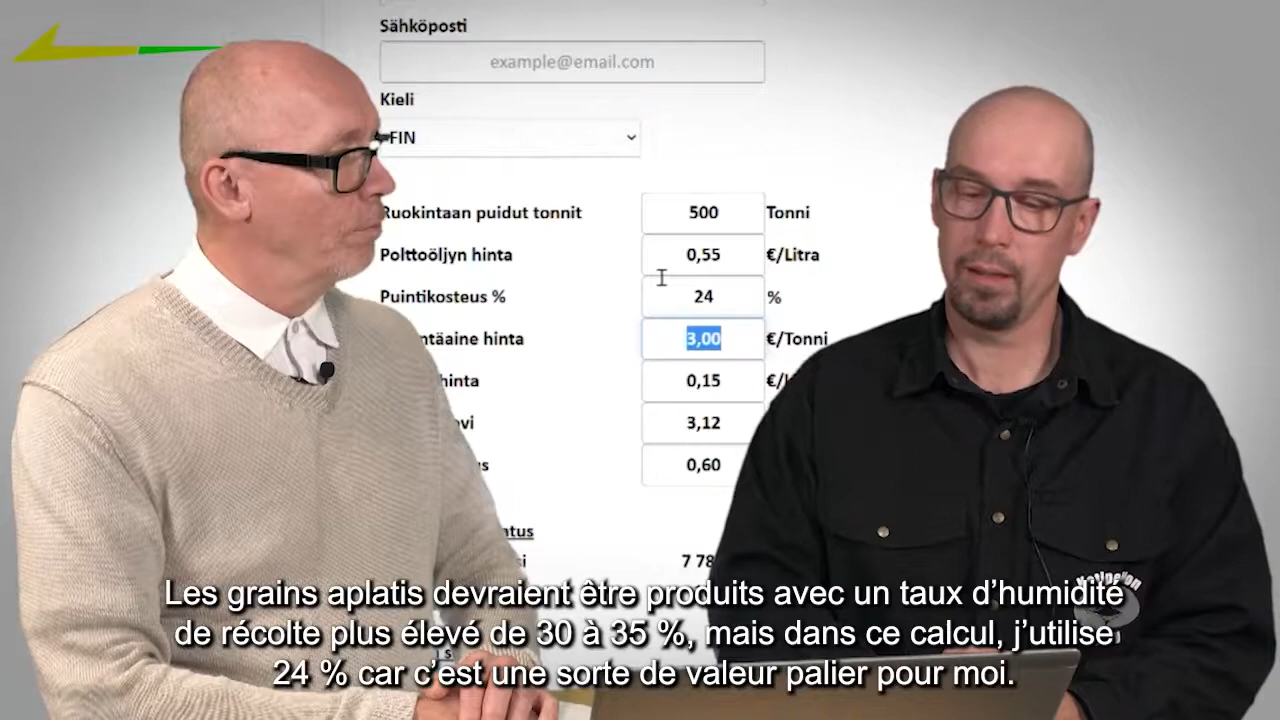 Sähköposti
example@email.com
Kieli
FIN
Ruokintaan puidut tonnit 500 Tonni
Polttoöljyn hinta 0,55 €/Litra
Puintikosteus % 24 %
hinta 3,00 €/Tonni
0,15
3,12
0,60
Les grains aplatis devraient être produits avec un taux d’humidité
de récolte plus élevé de 30 à 35 %, mais dans ce calcul, j’utilise
24 % car c’est une sorte de valeur palier pour moi.